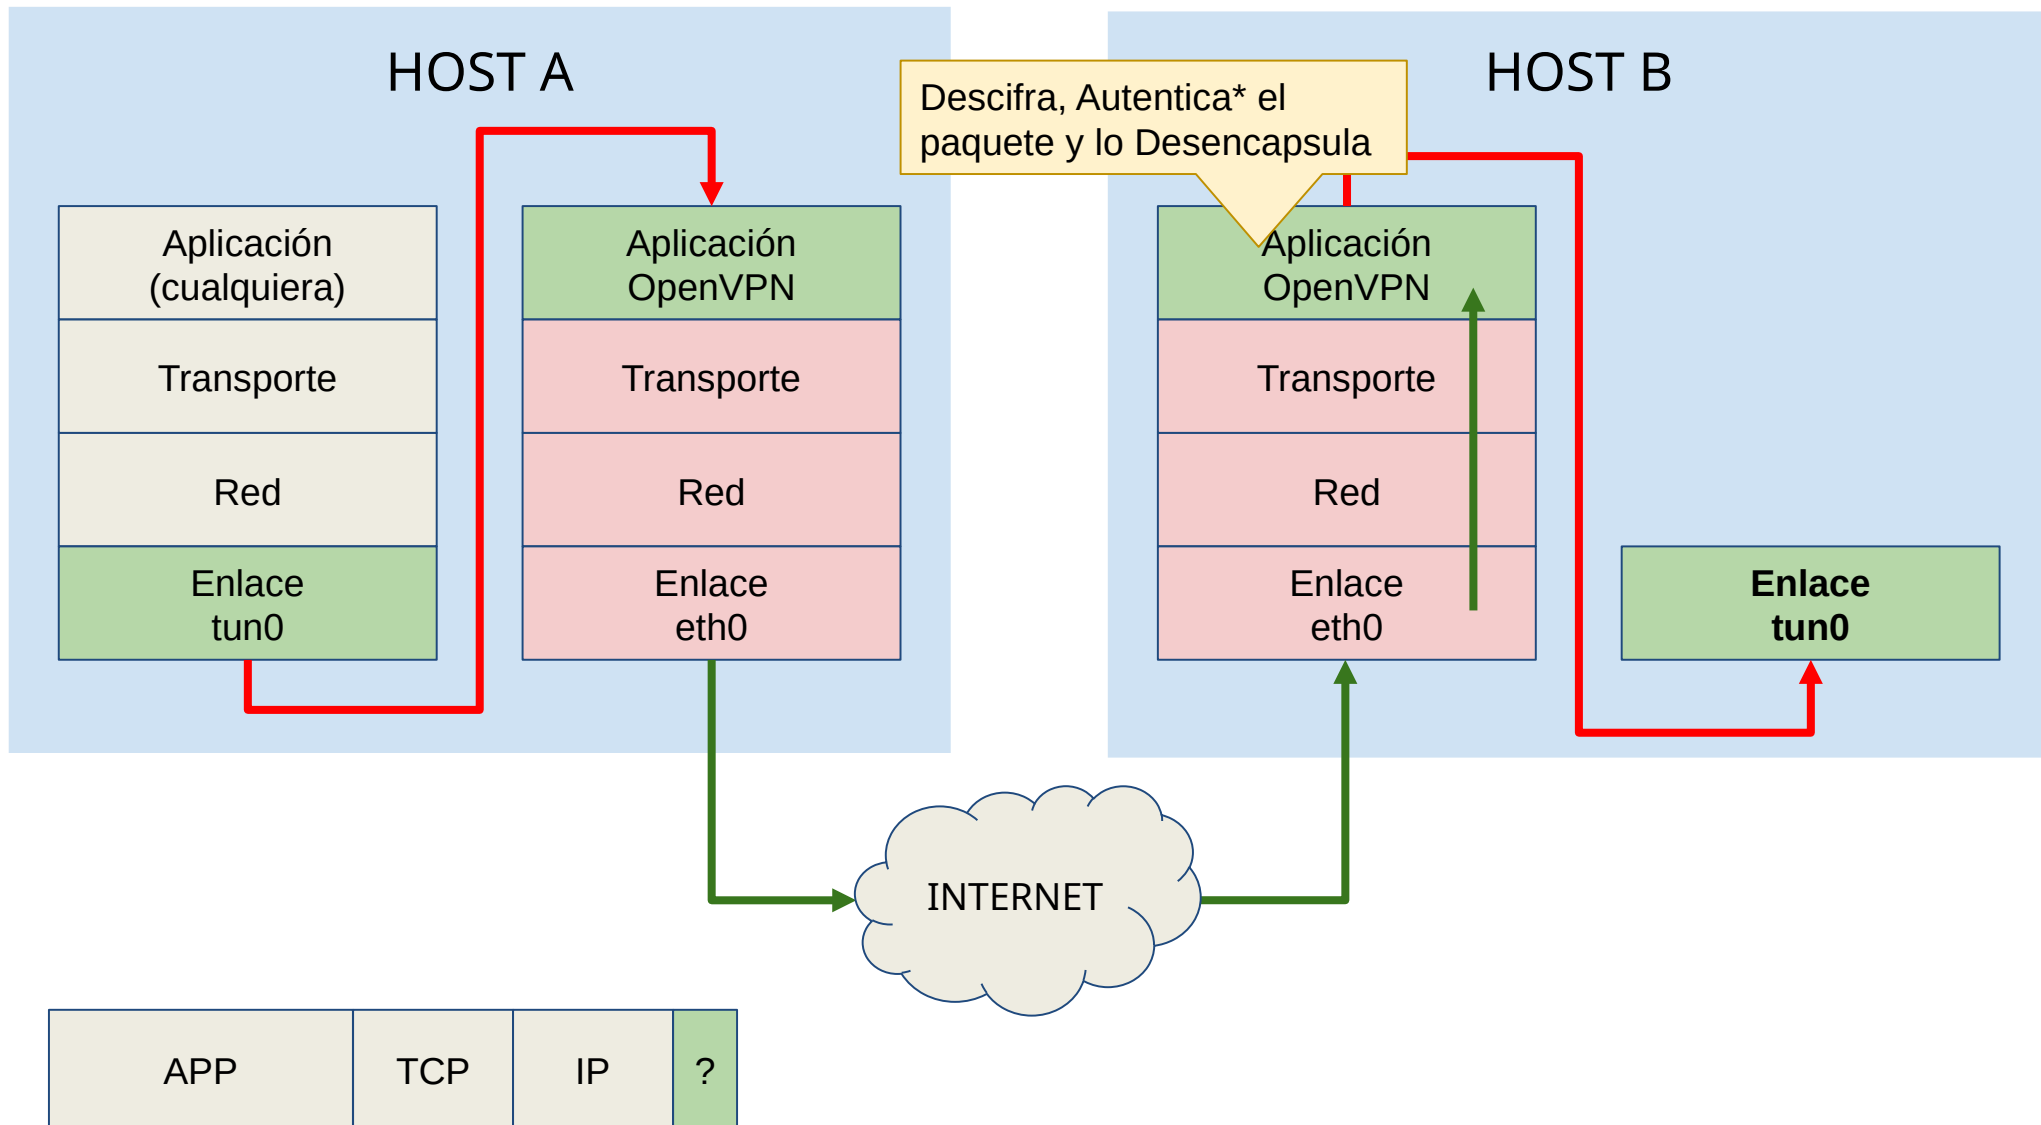 HOST A
HOST B
Descifra, Autentica* el
paquete y lo Desencapsula
Aplicación
(cualquiera)
Transporte
Red
Enlace
tun0
Aplicación
OpenVPN
Transporte
Red
Enlace
eth0
Aplicación
OpenVPN
Transporte
Red
Enlace
eth0
Enlace
tun0
INTERNET
APP
TCP
IP
?